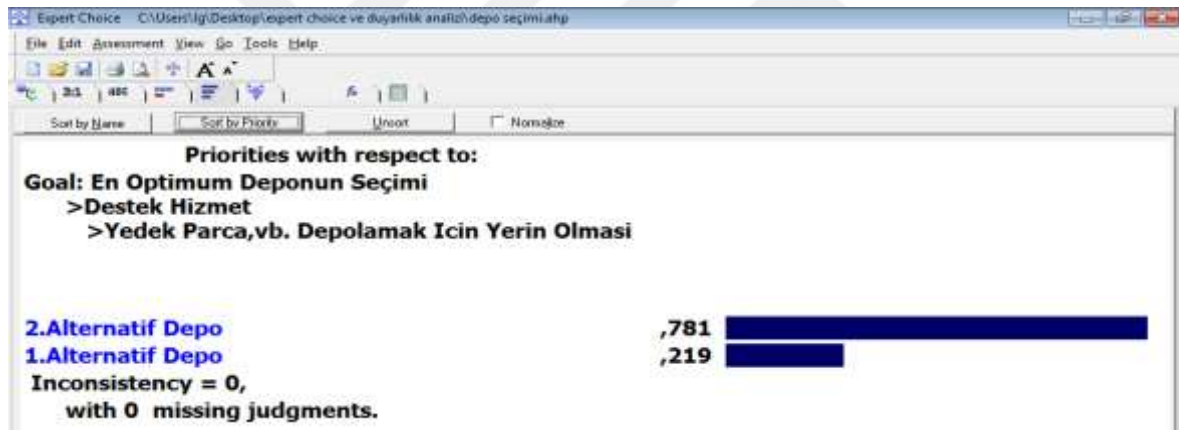 Expert Choice C:\Users\lg\Desktop\expert choice ve duyarlılık analizi\depo seçimi.ahp
File Edit Assessment View Go Tools Help
A A
3:1 ABC
Sort by Name Sort by Priority Unsort Normalize
Priorities with respect to:
Goal: En Optimum Deponun Seçimi
>Destek Hizmet
>Yedek Parca,vb. Depolamak Icin Yerin Olmasi
2.Alternatif Depo ,781
1.Alternatif Depo ,219
Inconsistency = 0,
with 0 missing judgments.